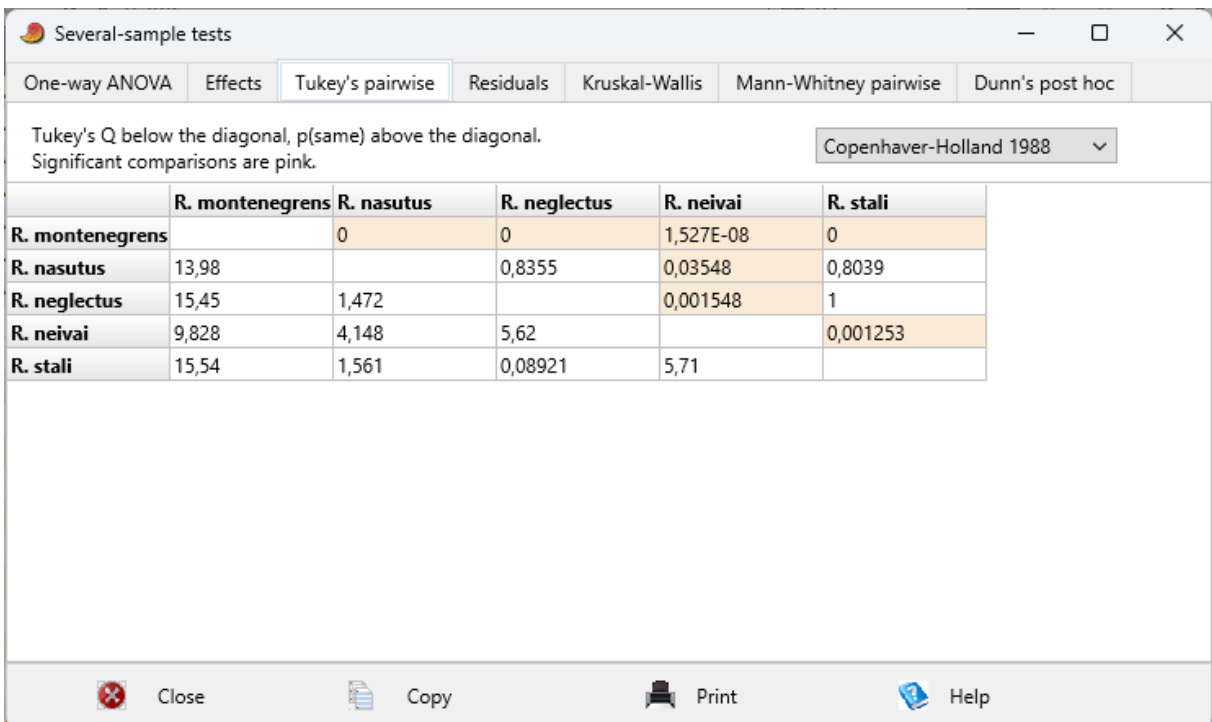 Several-sample tests
One-way ANOVA Effects Tukey's pairwise Residuals Kruskal-Wallis Mann-Whitney pairwise Dunn's post hoc
Tukey's Q below the diagonal, p(same) above the diagonal.
Significant comparisons are pink.
Copenhaver-Holland 1988
R. montenegrens R. nasutus R. neglectus R. neivai R. stali
R. montenegrens 0 0 1,527E-08 0
R. nasutus 13,98 0,8355 0,03548 0,8039
R. neglectus 15,45 1,472 0,001548 1
R. neivai 9,828 4,148 5,62 0,001253
R. stali 15,54 1,561 0,08921 5,71
Close Copy Print Help